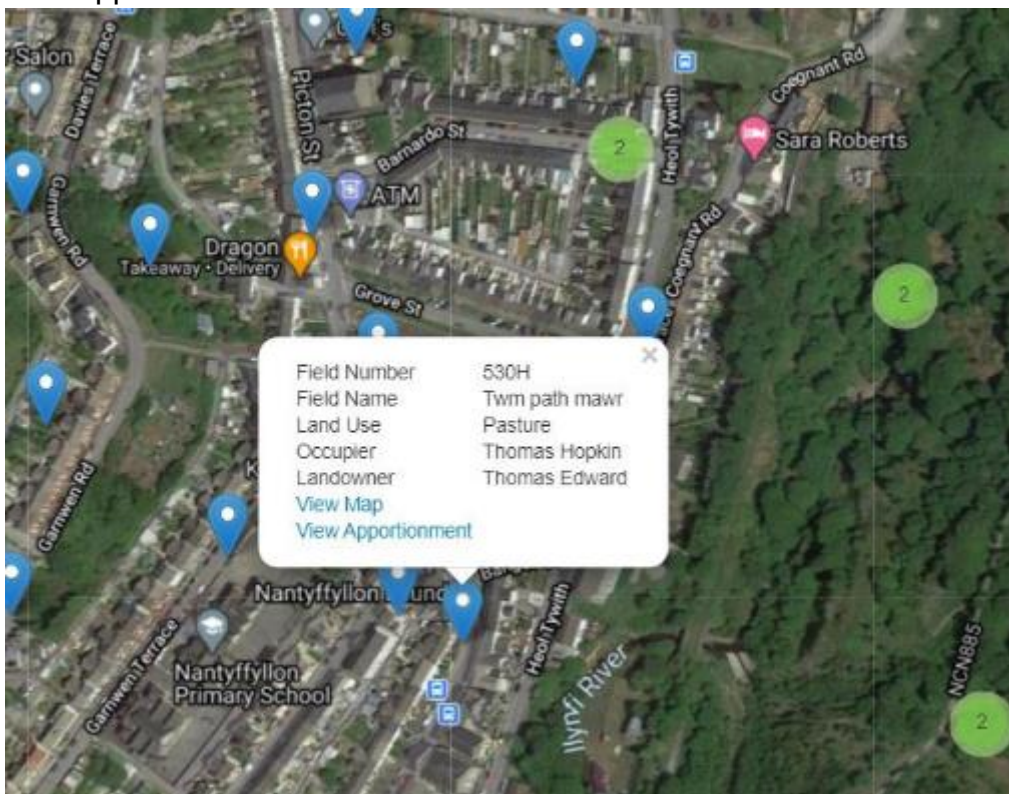 Salon
Davies Terrace
Picton St
Barnardo St
Heol Tywith
Coegnant Rd
2
Sara Roberts
ATM
Garnwen Rd
Coegnant Rd
Dragon
Takeaway • Delivery
Grove St
2
Field Number 530H
Field Name Twm path mawr
Land Use Pasture
Occupier Thomas Hopkin
Landowner Thomas Edward
View Map
View Apportionment
Garnwen Rd
Nantyffyllon
Heol Tywith
Nantyffyllon
Primary School
Garnwen Terrace
llynfi River
NCN885
2